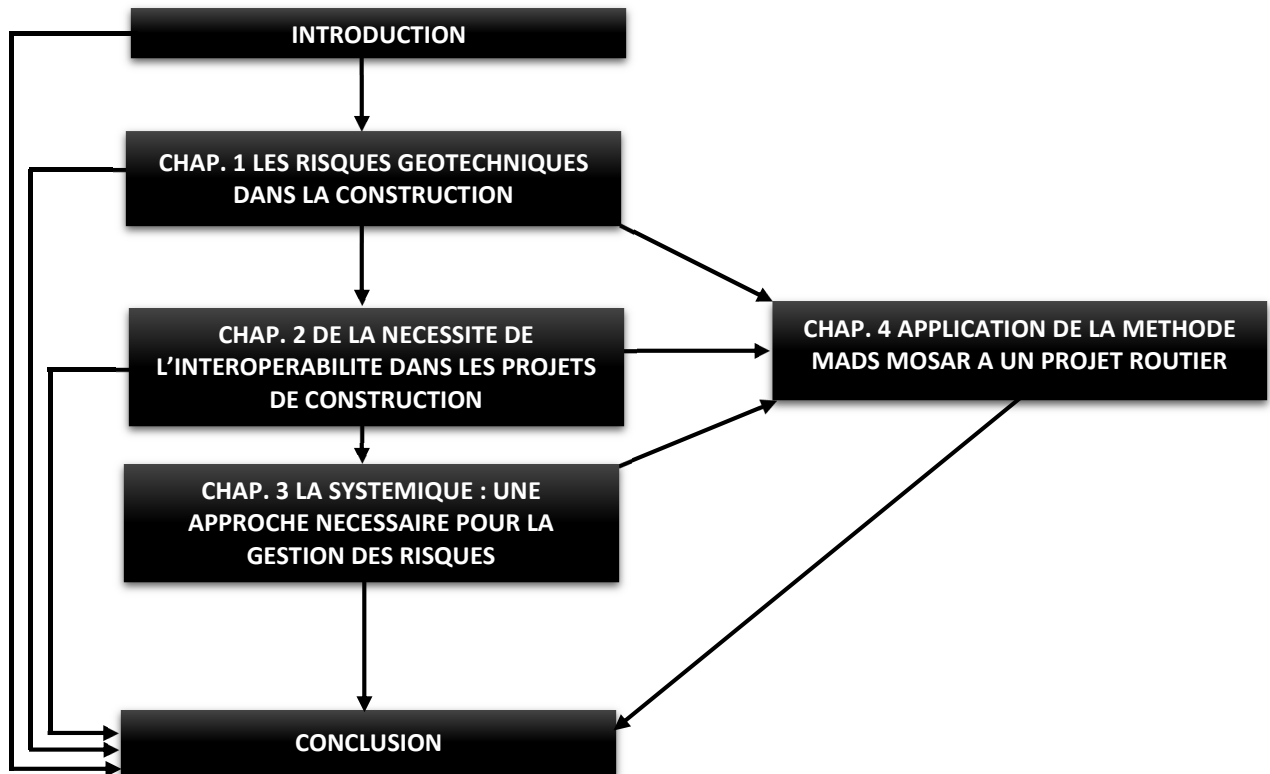 INTRODUCTION
CHAP. 1 LES RISQUES GEOTECHNIQUES
DANS LA CONSTRUCTION
CHAP. 2 DE LA NECESSITE DE
L’INTEROPERABILITE DANS LES PROJETS
DE CONSTRUCTION
CHAP. 4 APPLICATION DE LA METHODE
MADS MOSAR A UN PROJET ROUTIER
CHAP. 3 LA SYSTEMIQUE : UNE
APPROCHE NECESSAIRE POUR LA
GESTION DES RISQUES
CONCLUSION